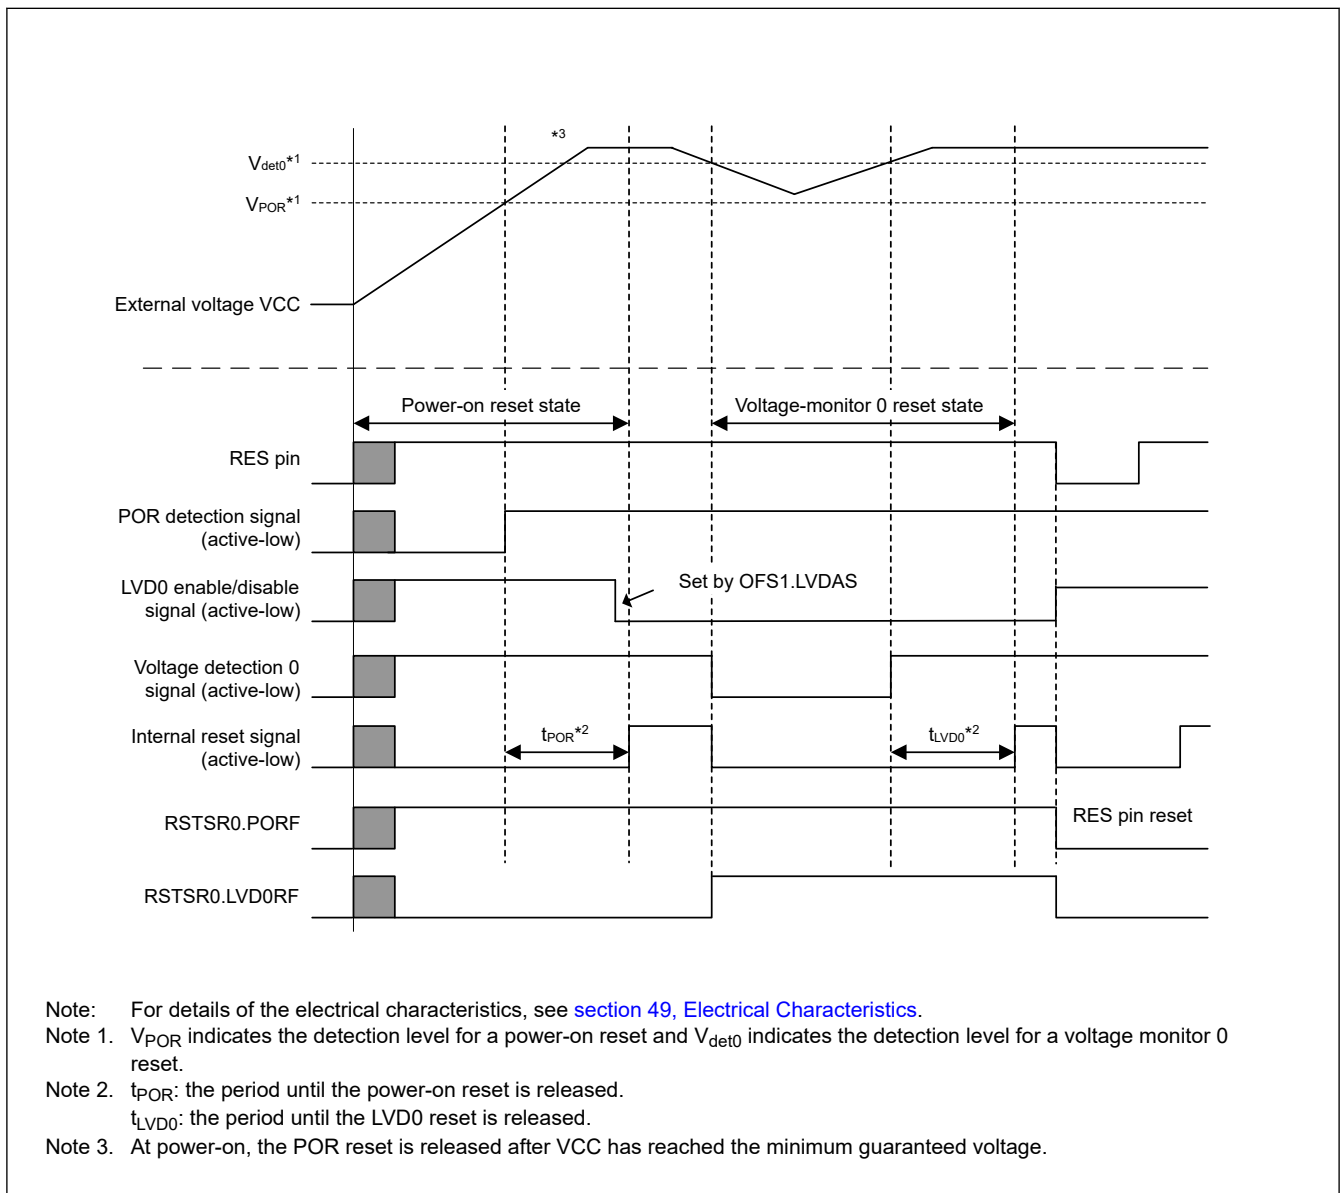 *3
Vdet0*1
VPOR*1
External voltage VCC
Power-on reset state
Voltage-monitor 0 reset state
RES pin
POR detection signal
(active-low)
LVD0 enable/disable
signal (active-low)
Set by OFS1.LVDAS
Voltage detection 0
signal (active-low)
Internal reset signal
(active-low)
tPOR*2
tLVD0*2
RSTSR0.PORF
RES pin reset
RSTSR0.LVD0RF
Note: For details of the electrical characteristics, see section 49, Electrical Characteristics.
Note 1. VPOR indicates the detection level for a power-on reset and Vdet0 indicates the detection level for a voltage monitor 0
reset.
Note 2. tPOR: the period until the power-on reset is released.
tLVD0: the period until the LVD0 reset is released.
Note 3. At power-on, the POR reset is released after VCC has reached the minimum guaranteed voltage.